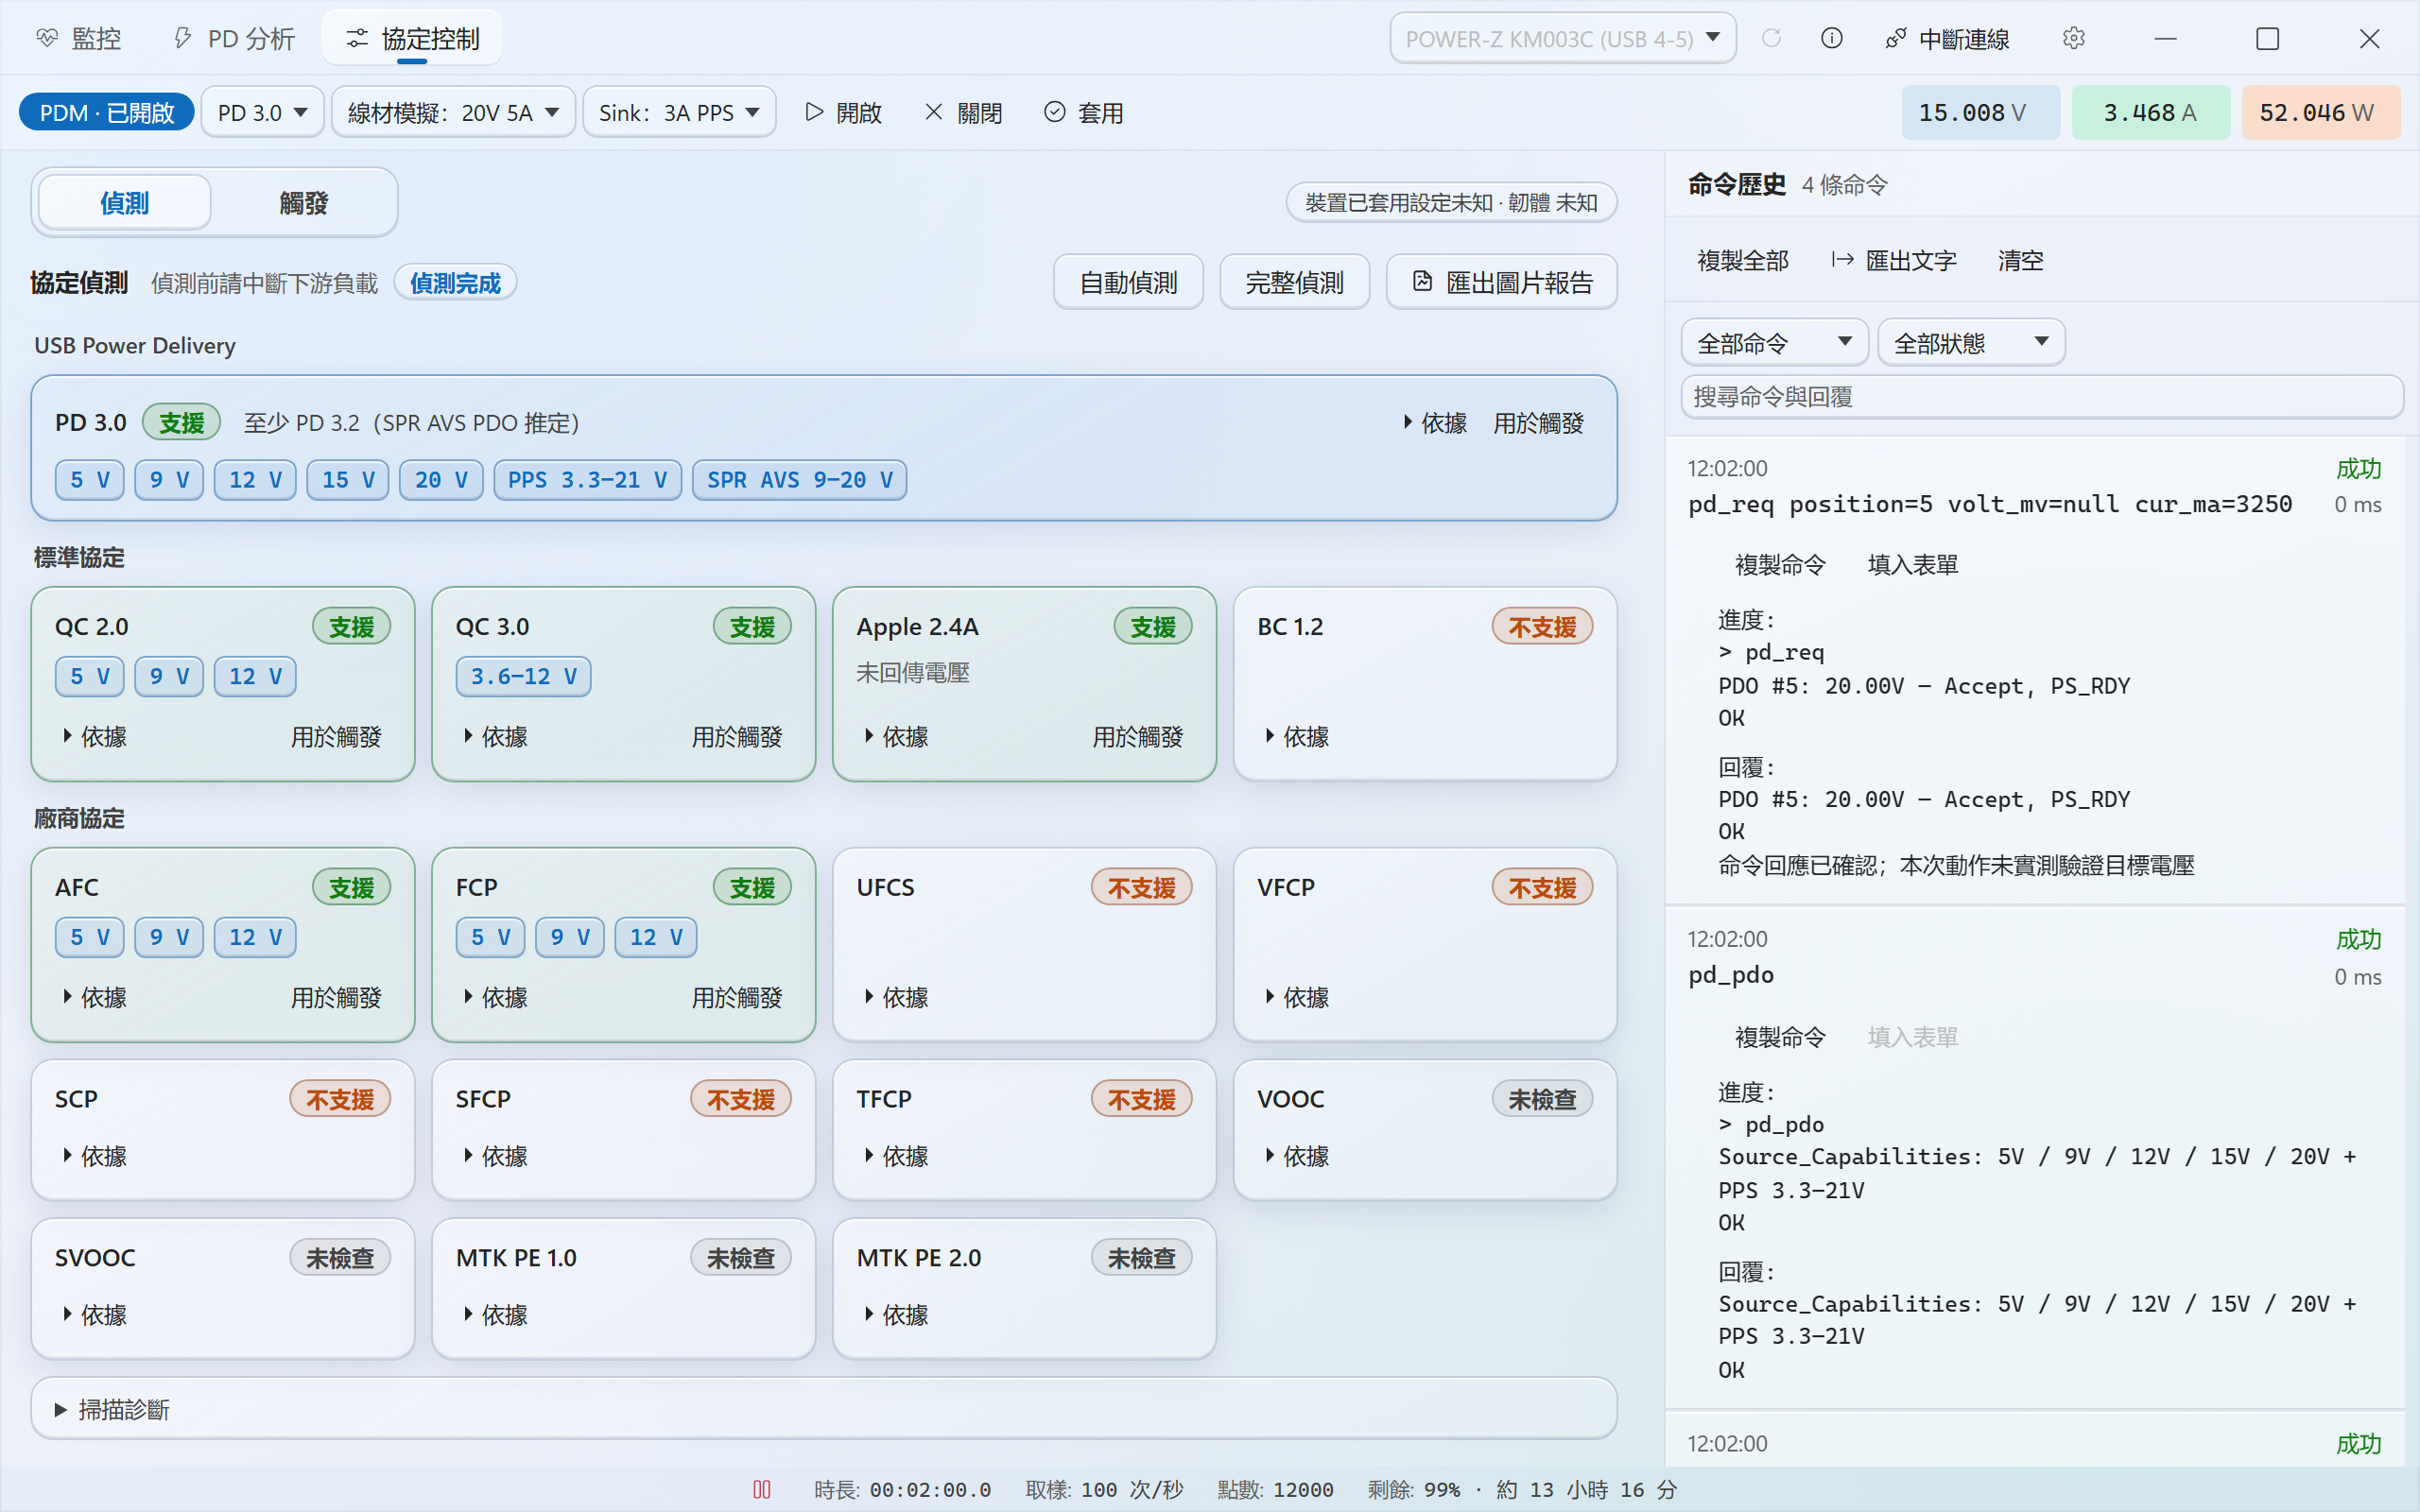 監控 PD 分析 協定控制 POWER-Z KM003C (USB 4-5) 中斷連線
PDM · 已開啟 PD 3.0 線材模擬：20V 5A Sink：3A PPS 開啟 關閉 套用 15.008 V 3.468 A 52.046 W
偵測 觸發 裝置已套用設定未知 · 韌體 未知
協定偵測 偵測前請中斷下游負載 偵測完成 自動偵測 完整偵測 匯出圖片報告
USB Power Delivery
PD 3.0 支援 至少 PD 3.2（SPR AVS PDO 推定） 依據 用於觸發
5 V 9 V 12 V 15 V 20 V PPS 3.3–21 V SPR AVS 9–20 V
標準協定
QC 2.0 支援 QC 3.0 支援 Apple 2.4A 支援 BC 1.2 不支援
5 V 9 V 12 V 3.6–12 V 未回傳電壓
依據 用於觸發 依據 用於觸發 依據 用於觸發 依據
廠商協定
AFC 支援 FCP 支援 UFCS 不支援 VFCP 不支援
5 V 9 V 12 V 5 V 9 V 12 V
依據 用於觸發 依據 用於觸發 依據 依據
SCP 不支援 SFCP 不支援 TFCP 不支援 VOOC 未檢查
依據 依據 依據 依據
SVOOC 未檢查 MTK PE 1.0 未檢查 MTK PE 2.0 未檢查
依據 依據 依據
掃描診斷
命令歷史 4 條命令
複製全部 匯出文字 清空
全部命令 全部狀態
搜尋命令與回覆
12:02:00 成功
pd_req position=5 volt_mv=null cur_ma=3250 0 ms
複製命令 填入表單
進度：
> pd_req
PDO #5: 20.00V — Accept, PS_RDY
OK
回覆：
PDO #5: 20.00V — Accept, PS_RDY
OK
命令回應已確認；本次動作未實測驗證目標電壓
12:02:00 成功
pd_pdo 0 ms
複製命令 填入表單
進度：
> pd_pdo
Source_Capabilities: 5V / 9V / 12V / 15V / 20V +
PPS 3.3–21V
OK
回覆：
Source_Capabilities: 5V / 9V / 12V / 15V / 20V +
PPS 3.3–21V
OK
12:02:00 成功
時長: 00:02:00.0 取樣: 100 次/秒 點數: 12000 剩餘: 99% · 約 13 小時 16 分